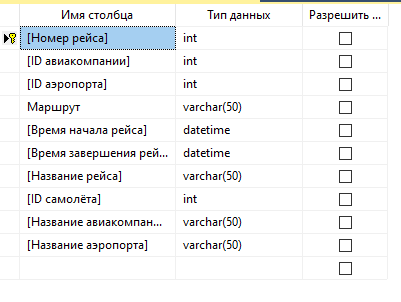 Имя столбца Тип данных Разрешить ...
[Номер рейса] int
[ID авиакомпании] int
[ID аэропорта] int
Маршрут varchar(50)
[Время начала рейса] datetime
[Время завершения рей... datetime
[Название рейса] varchar(50)
[ID самолёта] int
[Название авиакомпан... varchar(50)
[Название аэропорта] varchar(50)